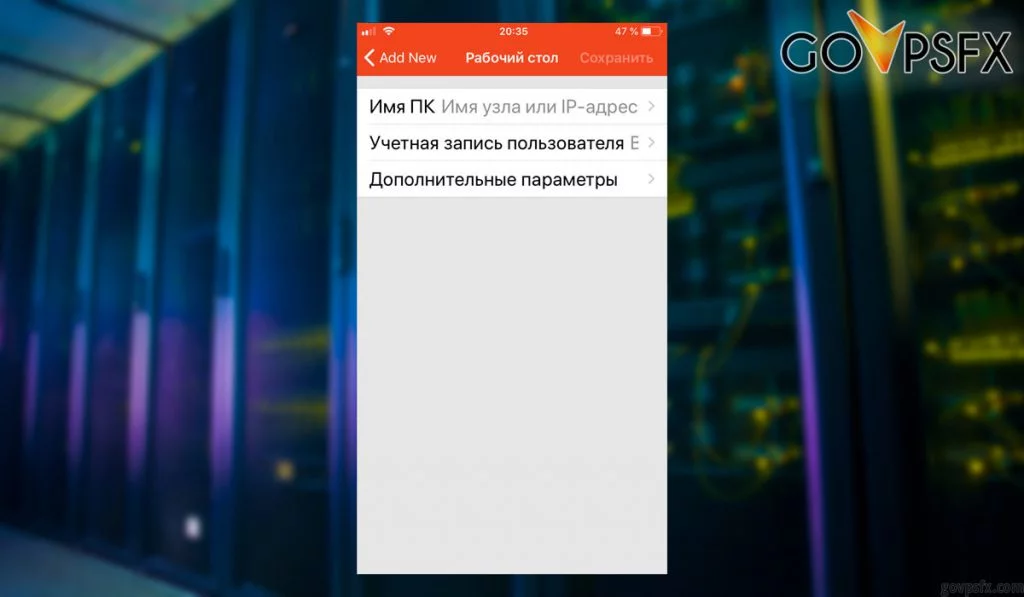 20:35 47 %
Add New Рабочий стол Сохранить
GOVPSFX
Имя ПК Имя узла или IP-адрес
Учетная запись пользователя
Дополнительные параметры
govpsfx.com